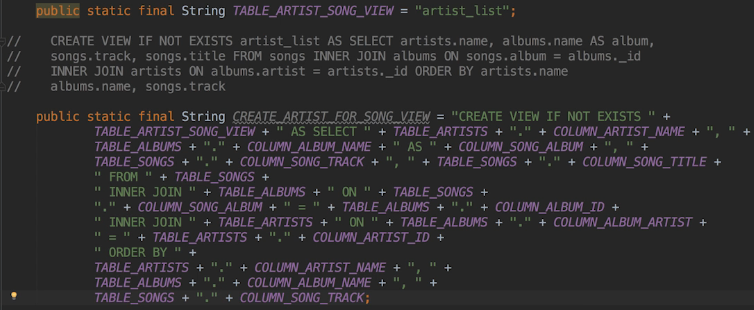 public static final String TABLE_ARTIST_SONG_VIEW = "artist_list";
// CREATE VIEW IF NOT EXISTS artist_list AS SELECT artists.name, albums.name AS album,
// songs.track, songs.title FROM songs INNER JOIN albums ON songs.album = albums._id
// INNER JOIN artists ON albums.artist = artists._id ORDER BY artists.name
// albums.name, songs.track
public static final String CREATE_ARTIST_FOR_SONG_VIEW = "CREATE VIEW IF NOT EXISTS " +
TABLE_ARTIST_SONG_VIEW + " AS SELECT " + TABLE_ARTISTS + "." + COLUMN_ARTIST_NAME + ", " +
TABLE_ALBUMS + "." + COLUMN_ALBUM_NAME + " AS " + COLUMN_SONG_ALBUM + ", " +
TABLE_SONGS + "." + COLUMN_SONG_TRACK + ", " + TABLE_SONGS + "." + COLUMN_SONG_TITLE +
" FROM " + TABLE_SONGS +
" INNER JOIN " + TABLE_ALBUMS + " ON " + TABLE_SONGS +
"." + COLUMN_SONG_ALBUM + " = " + TABLE_ALBUMS + "." + COLUMN_ALBUM_ID +
" INNER JOIN " + TABLE_ARTISTS + " ON " + TABLE_ALBUMS + "." + COLUMN_ALBUM_ARTIST +
" = " + TABLE_ARTISTS + "." + COLUMN_ARTIST_ID +
" ORDER BY " +
TABLE_ARTISTS + "." + COLUMN_ARTIST_NAME + ", " +
TABLE_ALBUMS + "." + COLUMN_ALBUM_NAME + ", " +
TABLE_SONGS + "." + COLUMN_SONG_TRACK;